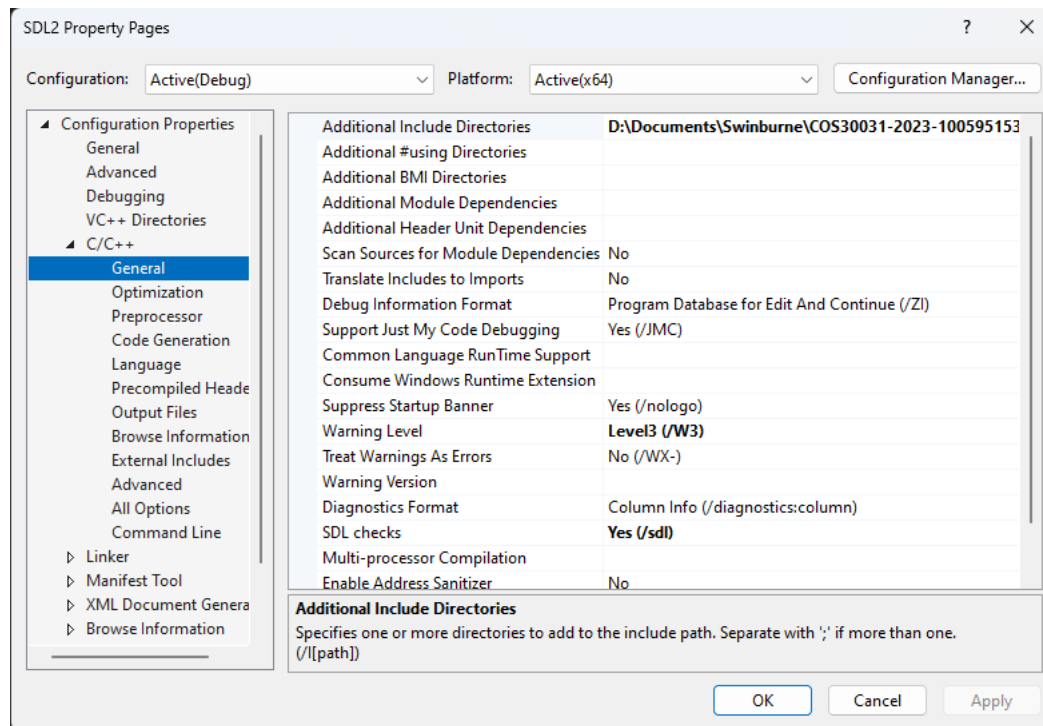 SDL2 Property Pages ? ×
Configuration: Active(Debug) Platform: Active(x64) Configuration Manager...
Configuration Properties
General
Advanced
Debugging
VC++ Directories
C/C++
General
Optimization
Preprocessor
Code Generation
Language
Precompiled Heade
Output Files
Browse Information
External Includes
Advanced
All Options
Command Line
Linker
Manifest Tool
XML Document Genera
Browse Information
Additional Include Directories D:\Documents\Swinburne\COS30031-2023-100595153
Additional #using Directories
Additional BMI Directories
Additional Module Dependencies
Additional Header Unit Dependencies
Scan Sources for Module Dependencies No
Translate Includes to Imports No
Debug Information Format Program Database for Edit And Continue (/ZI)
Support Just My Code Debugging Yes (/JMC)
Common Language RunTime Support
Consume Windows Runtime Extension
Suppress Startup Banner Yes (/nologo)
Warning Level Level3 (/W3)
Treat Warnings As Errors No (/WX-)
Warning Version
Diagnostics Format Column Info (/diagnostics:column)
SDL checks Yes (/sdl)
Multi-processor Compilation
Enable Address Sanitizer No
Additional Include Directories
Specifies one or more directories to add to the include path. Separate with ';' if more than one.
(/I[path])
OK Cancel Apply